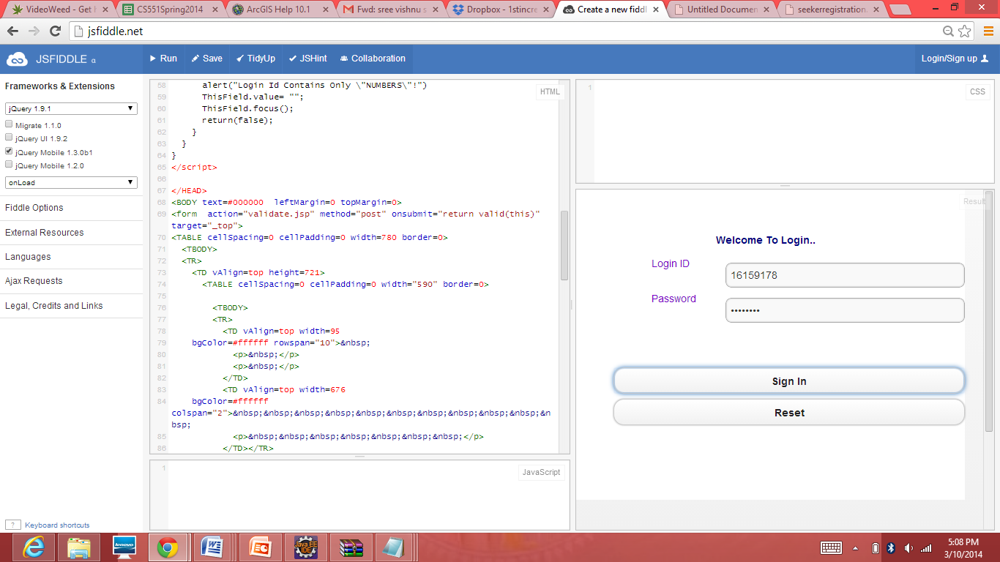 VideoWeed - Get H
CS551Spring2014
ArcGIS Help 10.1
Fwd: sree vishnu s
Dropbox - 1stincre
Create a new fiddl
Untitled Documen
seekerregistration.
jsfiddle.net
JSFIDDLE α
Run
Save
TidyUp
JSHint
Collaboration
Login/Sign up
Frameworks & Extensions
jQuery 1.9.1
Migrate 1.1.0
jQuery UI 1.9.2
jQuery Mobile 1.3.0b1
jQuery Mobile 1.2.0
onLoad
Fiddle Options
External Resources
Languages
Ajax Requests
Legal, Credits and Links
? Keyboard shortcuts
HTML
58 alert("Login Id Contains Only \"NUMBERS\"!")
59 ThisField.value= "";
60 ThisField.focus();
61 return(false);
62 }
63 }
64 }
65 </script>
66
67 </HEAD>
68 <BODY text=#000000  leftMargin=0 topMargin=0>
69 <form  action="validate.jsp" method="post" onsubmit="return valid(this)"
target="_top">
70 <TABLE cellSpacing=0 cellPadding=0 width=780 border=0>
71 <TBODY>
72 <TR>
73 <TD vAlign=top height=721>
74 <TABLE cellSpacing=0 cellPadding=0 width="590" border=0>
75
76 <TBODY>
77 <TR>
78 <TD vAlign=top width=95
79 bgColor=#ffffff rowspan="10">&nbsp;
80 <p>&nbsp;</p>
81 <p>&nbsp;</p>
82 </TD>
83 <TD vAlign=top width=676
84 bgColor=#ffffff
colspan="2">&nbsp;&nbsp;&nbsp;&nbsp;&nbsp;&nbsp;&nbsp;&nbsp;&nbsp;&nbsp;&n
bsp;
85 <p>&nbsp;&nbsp;&nbsp;&nbsp;&nbsp;&nbsp;&nbsp;</p>
86 </TD></TR>
1
JavaScript
1
CSS
Result
Welcome To Login..
Login ID
16159178
Password
••••••••
Sign In
Reset
lenovo
Java EE
IDE
5:08 PM
3/10/2014